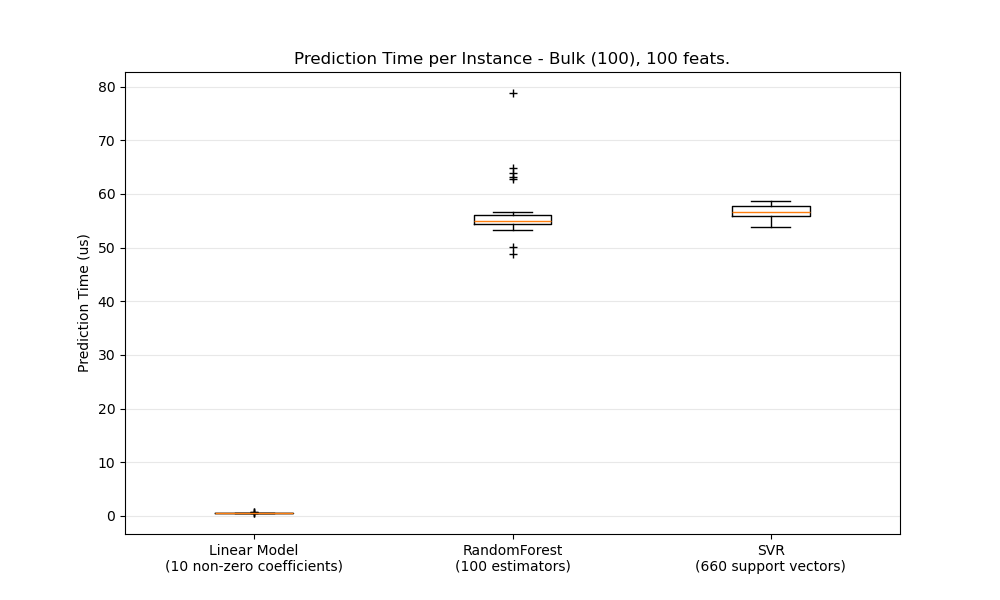 Prediction Time per Instance - Bulk (100), 100 feats.
Prediction Time (us)
80
70
60
50
40
30
20
10
0
Linear Model
(10 non-zero coefficients)
RandomForest
(100 estimators)
SVR
(660 support vectors)